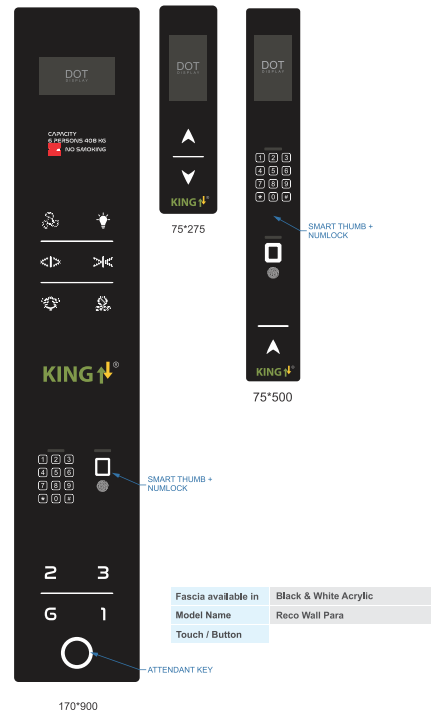 DOT
DISPLAY
CAPACITY
6 PERSONS 408 KG
NO SMOKING
KING®
1 2 3
4 5 6
7 8 9
* 0 #
SMART THUMB +
NUMLOCK
2 3
G 1
ATTENDANT KEY
170*900
DOT
DISPLAY
KING®
75*275
DOT
DISPLAY
1 2 3
4 5 6
7 8 9
* 0 #
SMART THUMB +
NUMLOCK
KING®
75*500
Fascia available in Black & White Acrylic
Model Name Reco Wall Para
Touch / Button